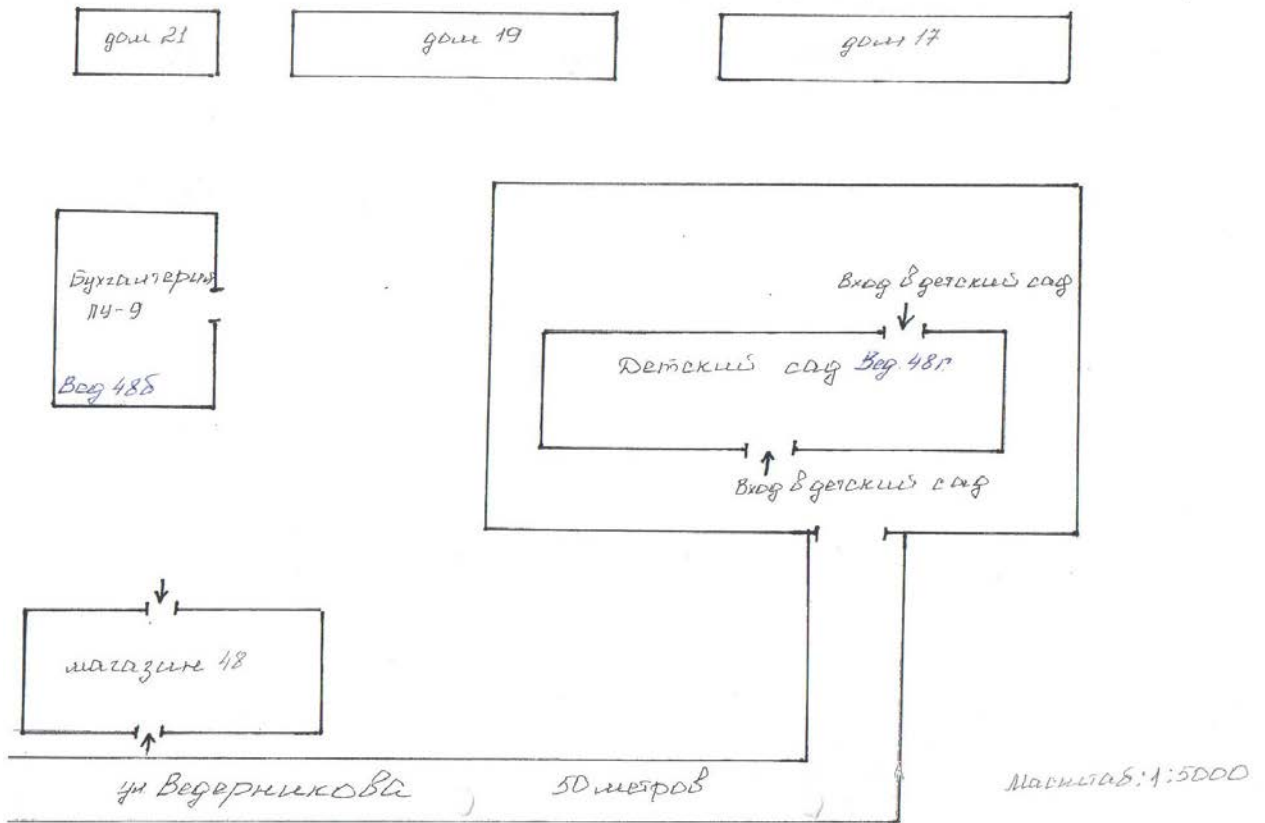 дом 21
дом 19
дом 17
Бухгалтерия
ПУ-9
Вед 48б
Вход в детский сад
Детский сад Вед. 48г.
Вход в детский сад
магазин 48
ул Ведерникова
50 метров
Масштаб: 1:5000